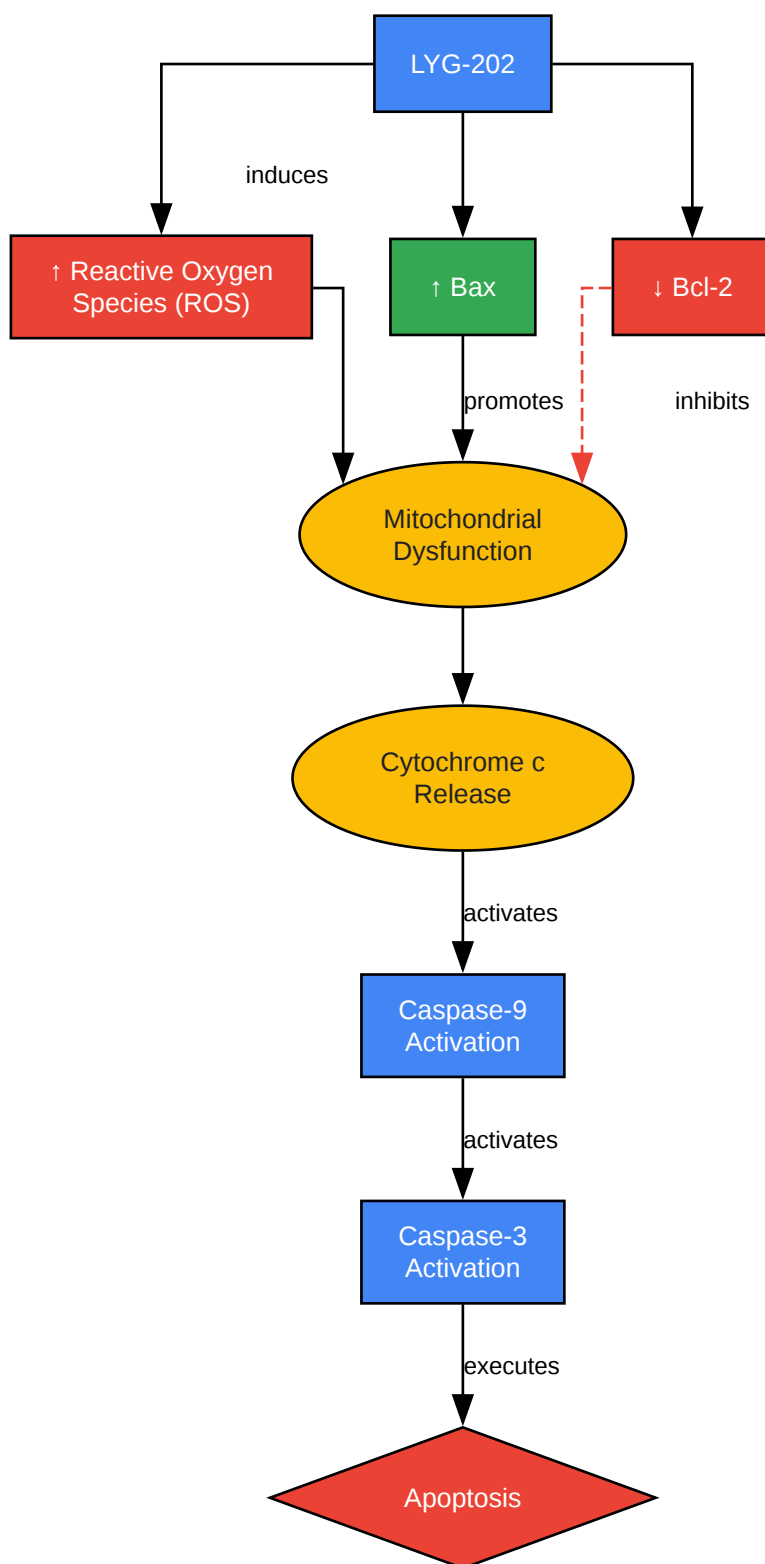 LYG-202
induces
↑ Reactive Oxygen
Species (ROS)
↑ Bax
↓ Bcl-2
promotes
inhibits
Mitochondrial
Dysfunction
Cytochrome c
Release
activates
Caspase-9
Activation
activates
Caspase-3
Activation
executes
Apoptosis